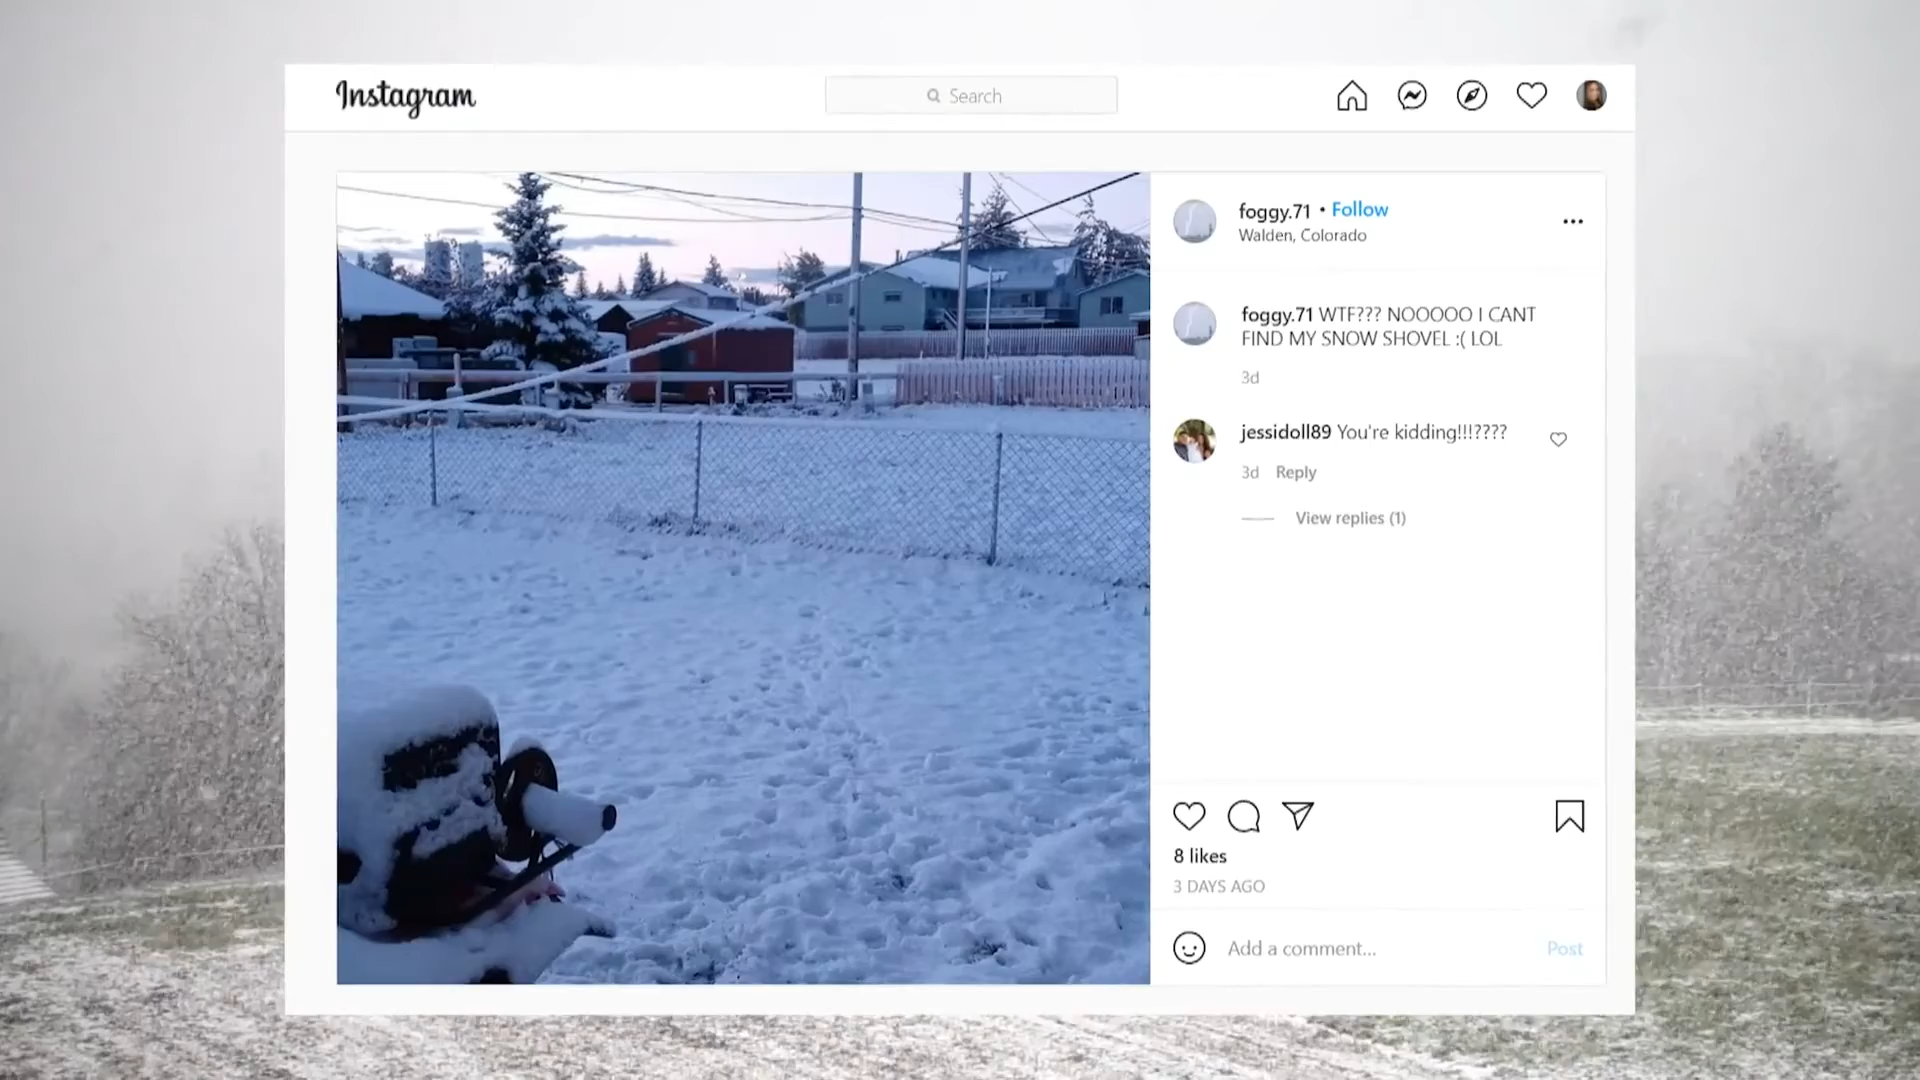 Instagram
Search
foggy.71 • Follow
Walden, Colorado
foggy.71 WTF??? NOOOOO I CANT
FIND MY SNOW SHOVEL :( LOL
3d
jessidoll89 You're kidding!!!????
3d Reply
View replies (1)
8 likes
3 DAYS AGO
Add a comment...
Post